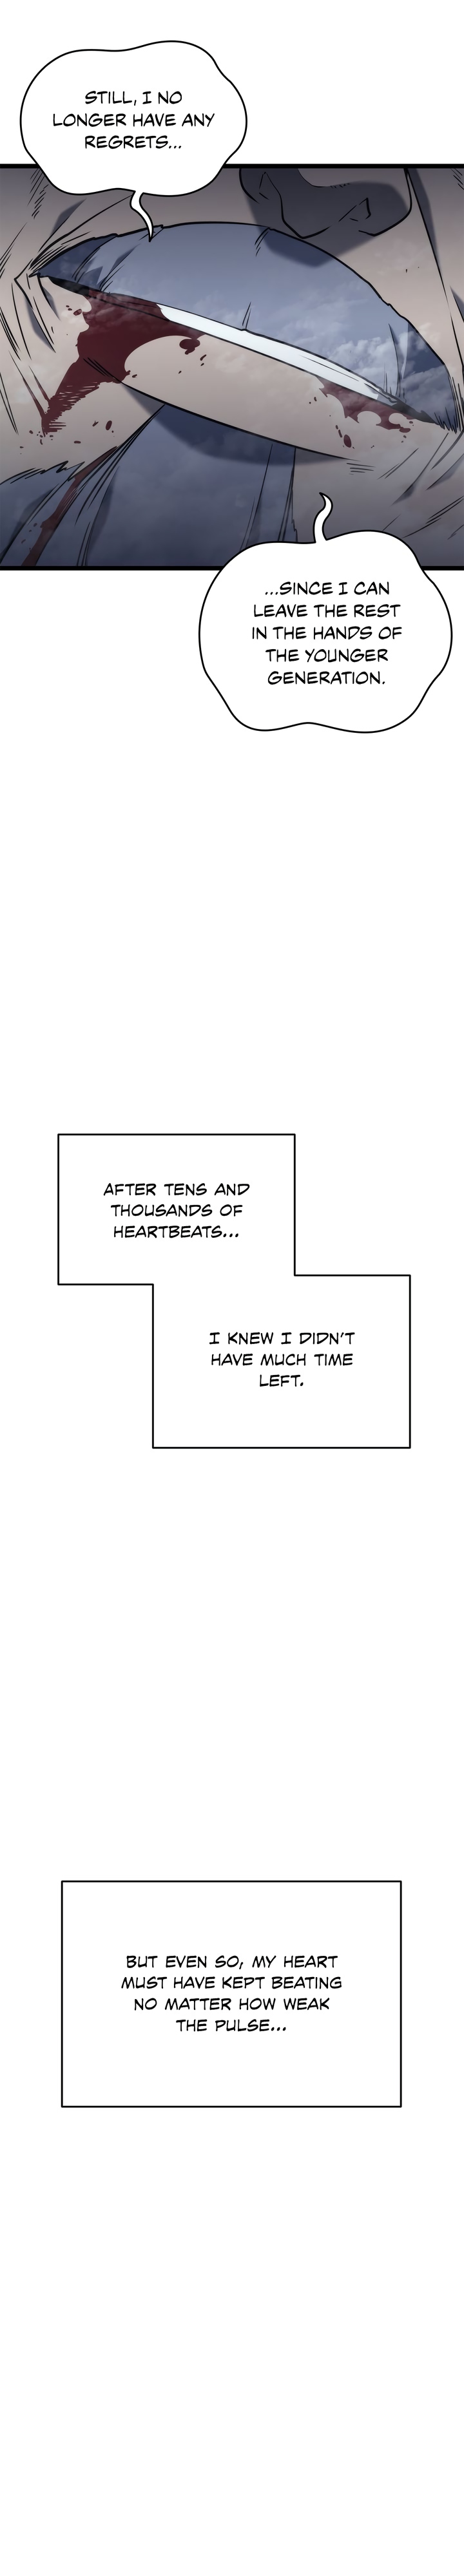 STILL, I NO
LONGER HAVE ANY
REGRETS...
...SINCE I CAN
LEAVE THE REST
IN THE HANDS OF
THE YOUNGER
GENERATION.
AFTER TENS AND
THOUSANDS OF
HEARTBEATS...
I KNEW I DIDN'T
HAVE MUCH TIME
LEFT.
BUT EVEN SO, MY HEART
MUST HAVE KEPT BEATING
NO MATTER HOW WEAK
THE PULSE...